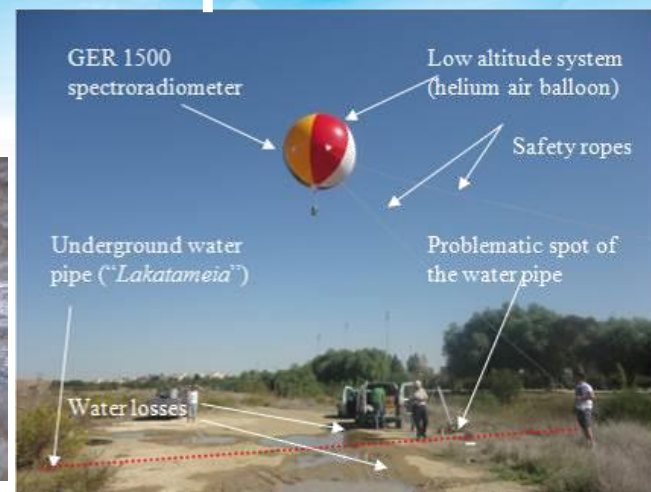 GER 1500
spectroradiometer
Low altitude system
(helium air balloon)
Safety ropes
Underground water
pipe ("Lakatameia")
Problematic spot of
the water pipe
Water losses